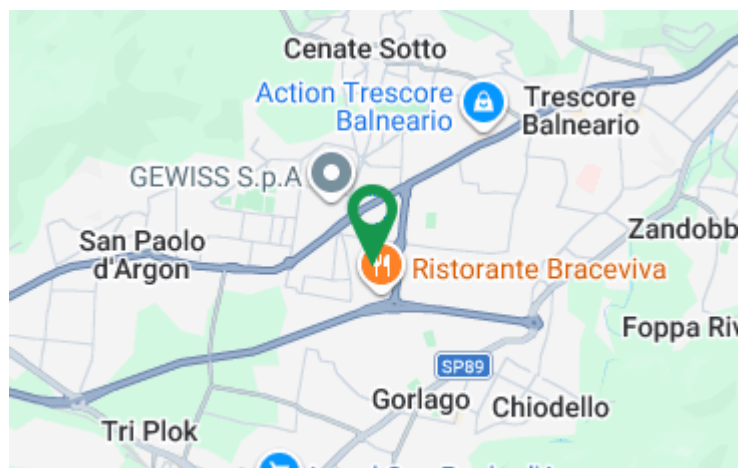 Cenate Sotto
Action Trescore
Balneario
Trescore
Balneario
GEWISS S.p.A
San Paolo
d'Argon
Zandobb
Ristorante Braceviva
Foppa Riv
SP89
Gorlago
Chiodello
Tri Plok